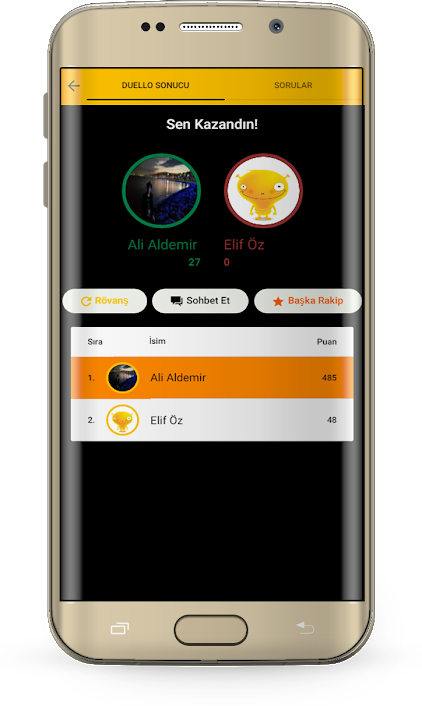 DUELLO SONUCU SORULAR
Sen Kazandın!
Ali Aldemir Elif Öz
27 0
Rövanş Sohbet Et Başka Rakip
Sıra İsim Puan
1. Ali Aldemir 485
2. Elif Öz 48